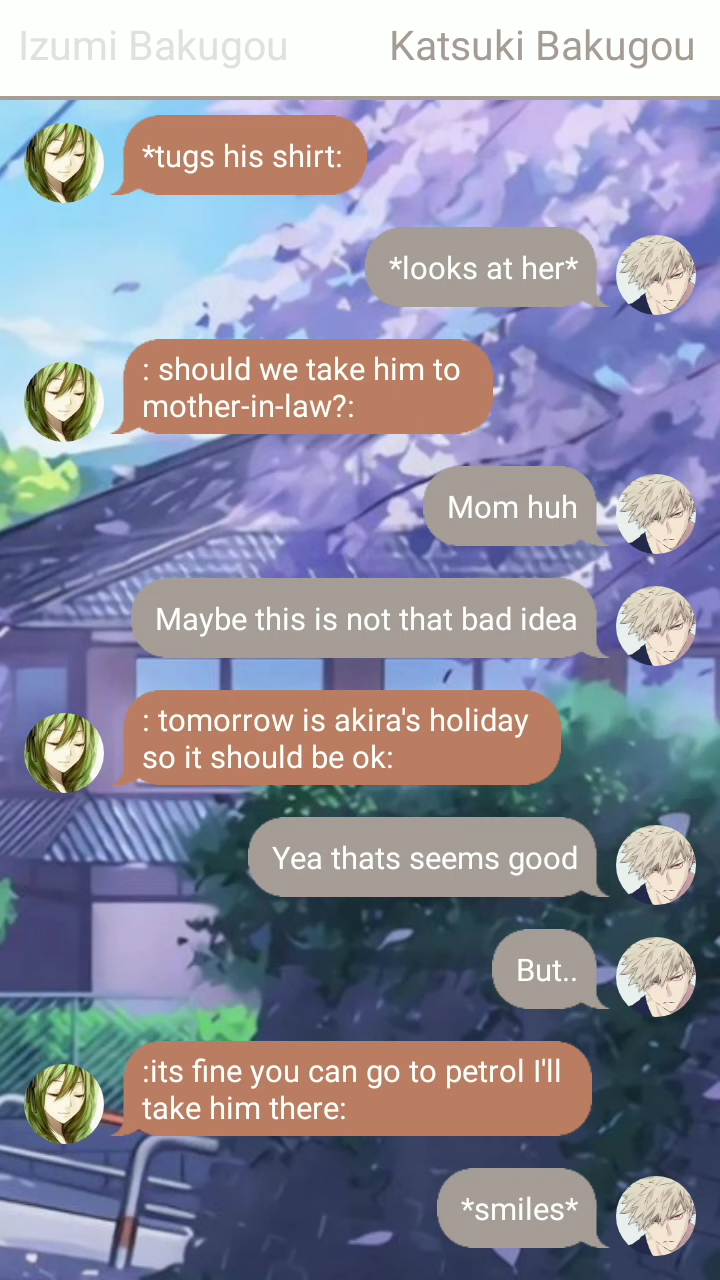 Izumi Bakugou
Katsuki Bakugou
*tugs his shirt:
*looks at her*
: should we take him to
mother-in-law?:
Mom huh
Maybe this is not that bad idea
: tomorrow is akira's holiday
so it should be ok:
Yea thats seems good
But..
:its fine you can go to petrol I'll
take him there:
*smiles*